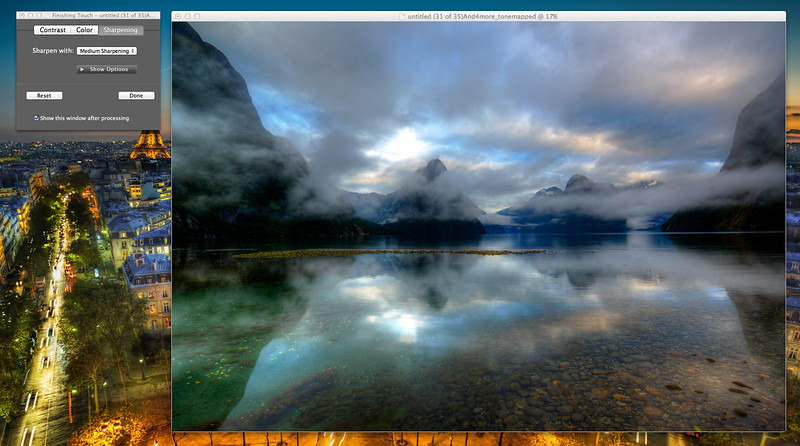 Finishing Touch – untitled (31 of 35)A...
Contrast Color Sharpening
Sharpen with: Medium Sharpening
Show Options
Reset Done
Show this window after processing
untitled (31 of 35)And4more_tonemapped @ 17%